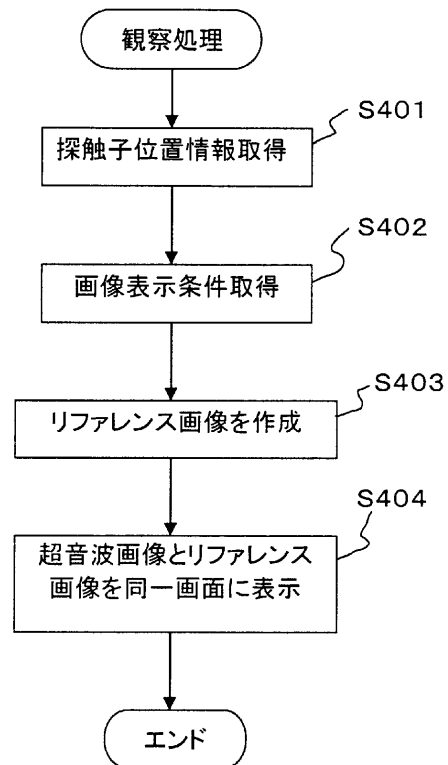 観察処理
S401
探触子位置情報取得
S402
画像表示条件取得
S403
リファレンス画像を作成
S404
超音波画像とリファレンス
画像を同一画面に表示
エンド